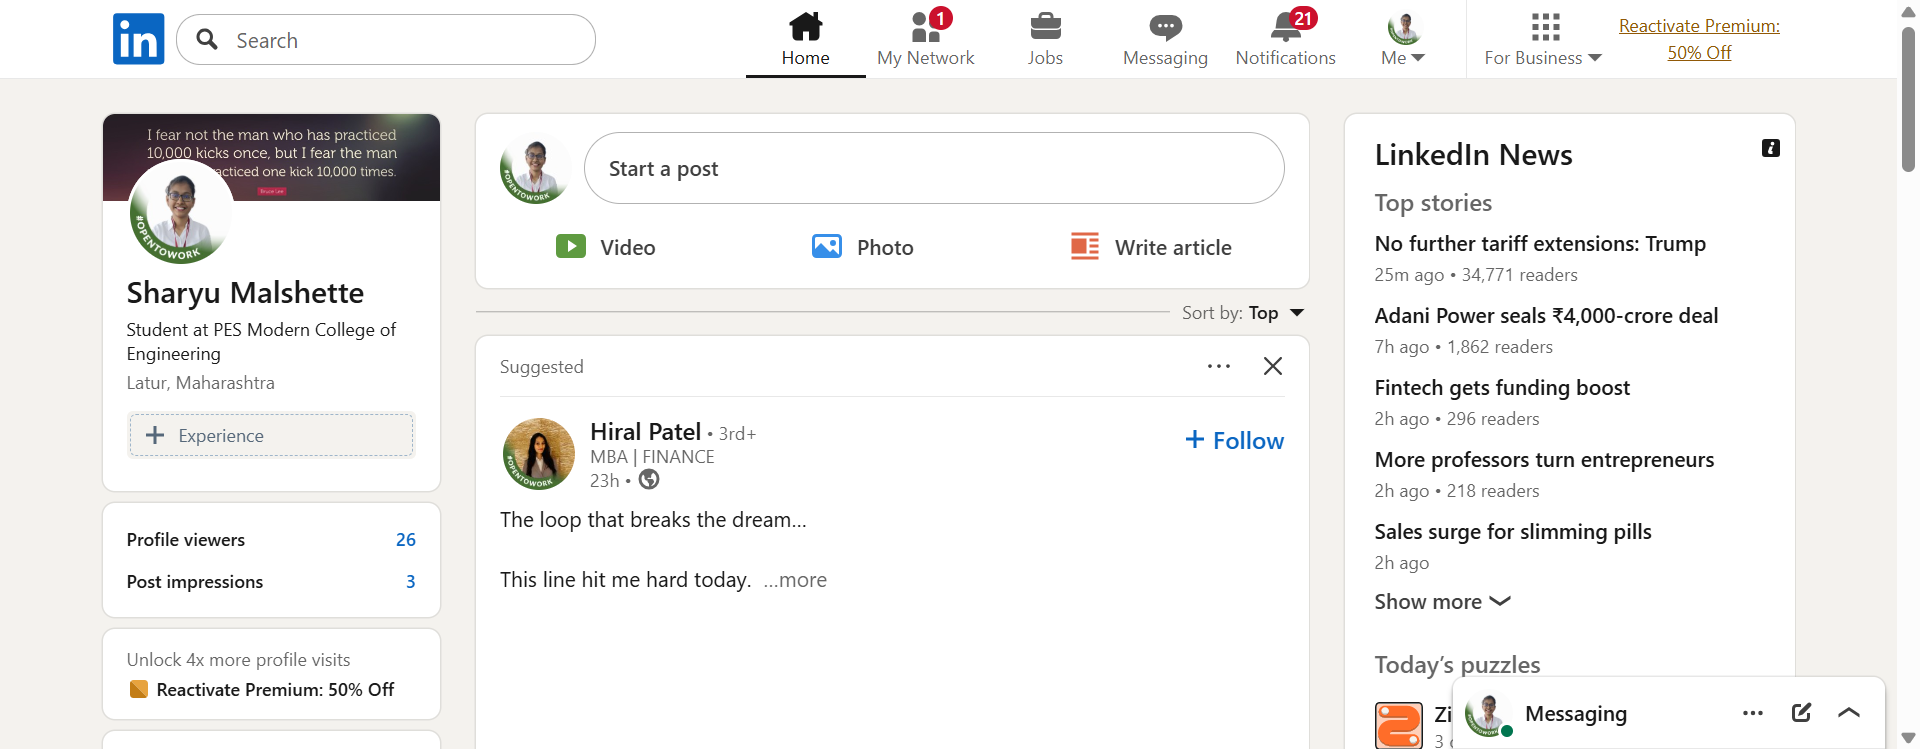 in
Search
Home
1
My Network
Jobs
Messaging
21
Notifications
Me
For Business
Reactivate Premium:
50% Off
I fear not the man who has practiced
10,000 kicks once, but I fear the man
acticed one kick 10,000 times.
Bruce Lee
#OPENTOWORK
Sharyu Malshette
Student at PES Modern College of
Engineering
Latur, Maharashtra
+ Experience
Profile viewers 26
Post impressions 3
Unlock 4x more profile visits
Reactivate Premium: 50% Off
#OPENTOWORK
Start a post
Video
Photo
Write article
Sort by: Top
Suggested
#OPENTOWORK
Hiral Patel • 3rd+
MBA | FINANCE
23h •
+ Follow
The loop that breaks the dream...
This line hit me hard today. ...more
LinkedIn News
Top stories
No further tariff extensions: Trump
25m ago • 34,771 readers
Adani Power seals ₹4,000-crore deal
7h ago • 1,862 readers
Fintech gets funding boost
2h ago • 296 readers
More professors turn entrepreneurs
2h ago • 218 readers
Sales surge for slimming pills
2h ago
Show more
Today's puzzles
Zi
3
Messaging